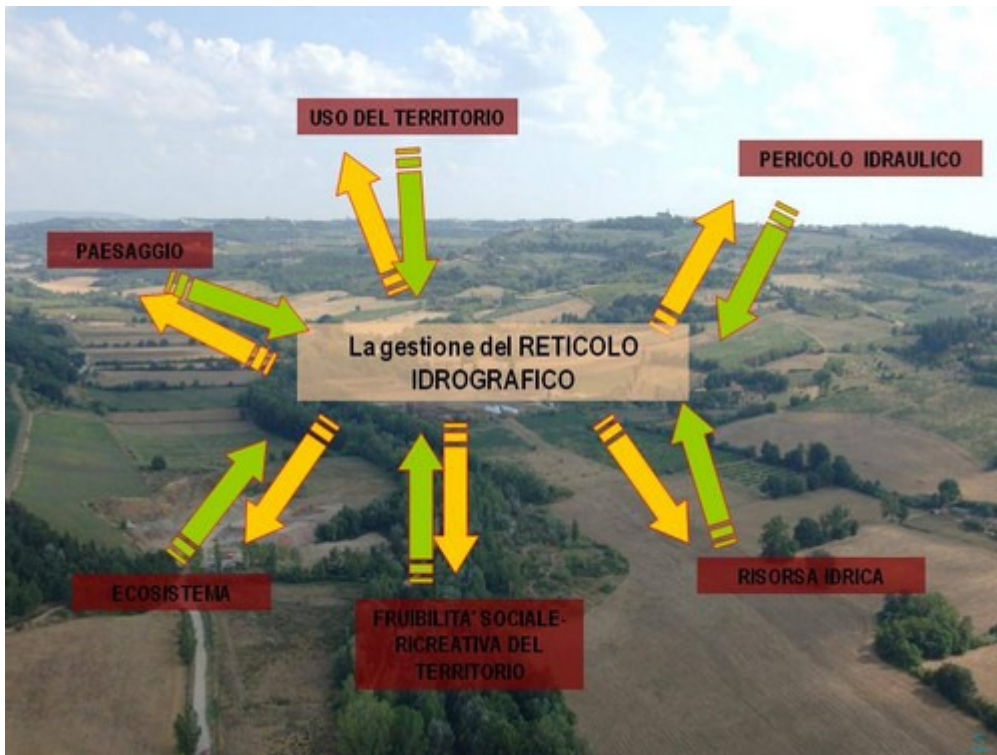 USO DEL TERRITORIO
PERICOLO IDRAULICO
PAESAGGIO
La gestione del RETICOLO
IDROGRAFICO
ECOSISTEMA
FRUIBILITA' SOCIALE-
RICREATIVA DEL
TERRITORIO
RISORSA IDRICA